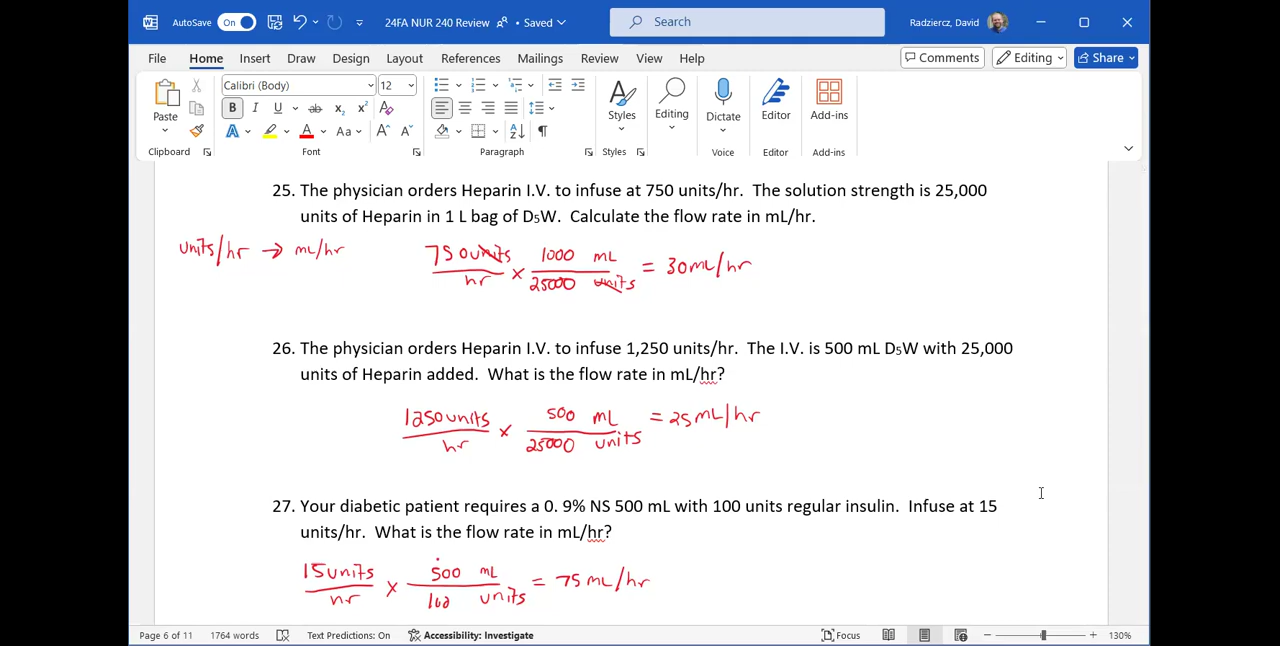 AutoSave On 24FA NUR 240 Review • Saved Search Radziercz, David
File Home Insert Draw Design Layout References Mailings Review View Help Comments Editing Share
Calibri (Body) 12
Paste B I U ab x₂ x² A Styles Editing Dictate Editor Add-ins
A A Aa A A
Clipboard Font Paragraph Styles Voice Editor Add-ins
25. The physician orders Heparin I.V. to infuse at 750 units/hr. The solution strength is 25,000
units of Heparin in 1 L bag of D5W. Calculate the flow rate in mL/hr.
units/hr → mL/hr
750 units/hr × 1000 mL/25000 units = 30 mL/hr
26. The physician orders Heparin I.V. to infuse 1,250 units/hr. The I.V. is 500 mL D5W with 25,000
units of Heparin added. What is the flow rate in mL/hr?
1250 units/hr × 500 mL/25000 units = 25 mL/hr
27. Your diabetic patient requires a 0. 9% NS 500 mL with 100 units regular insulin. Infuse at 15
units/hr. What is the flow rate in mL/hr?
15 units/hr × 500 mL/100 units = 75 mL/hr
Page 6 of 11 1764 words Text Predictions: On Accessibility: Investigate Focus 130%